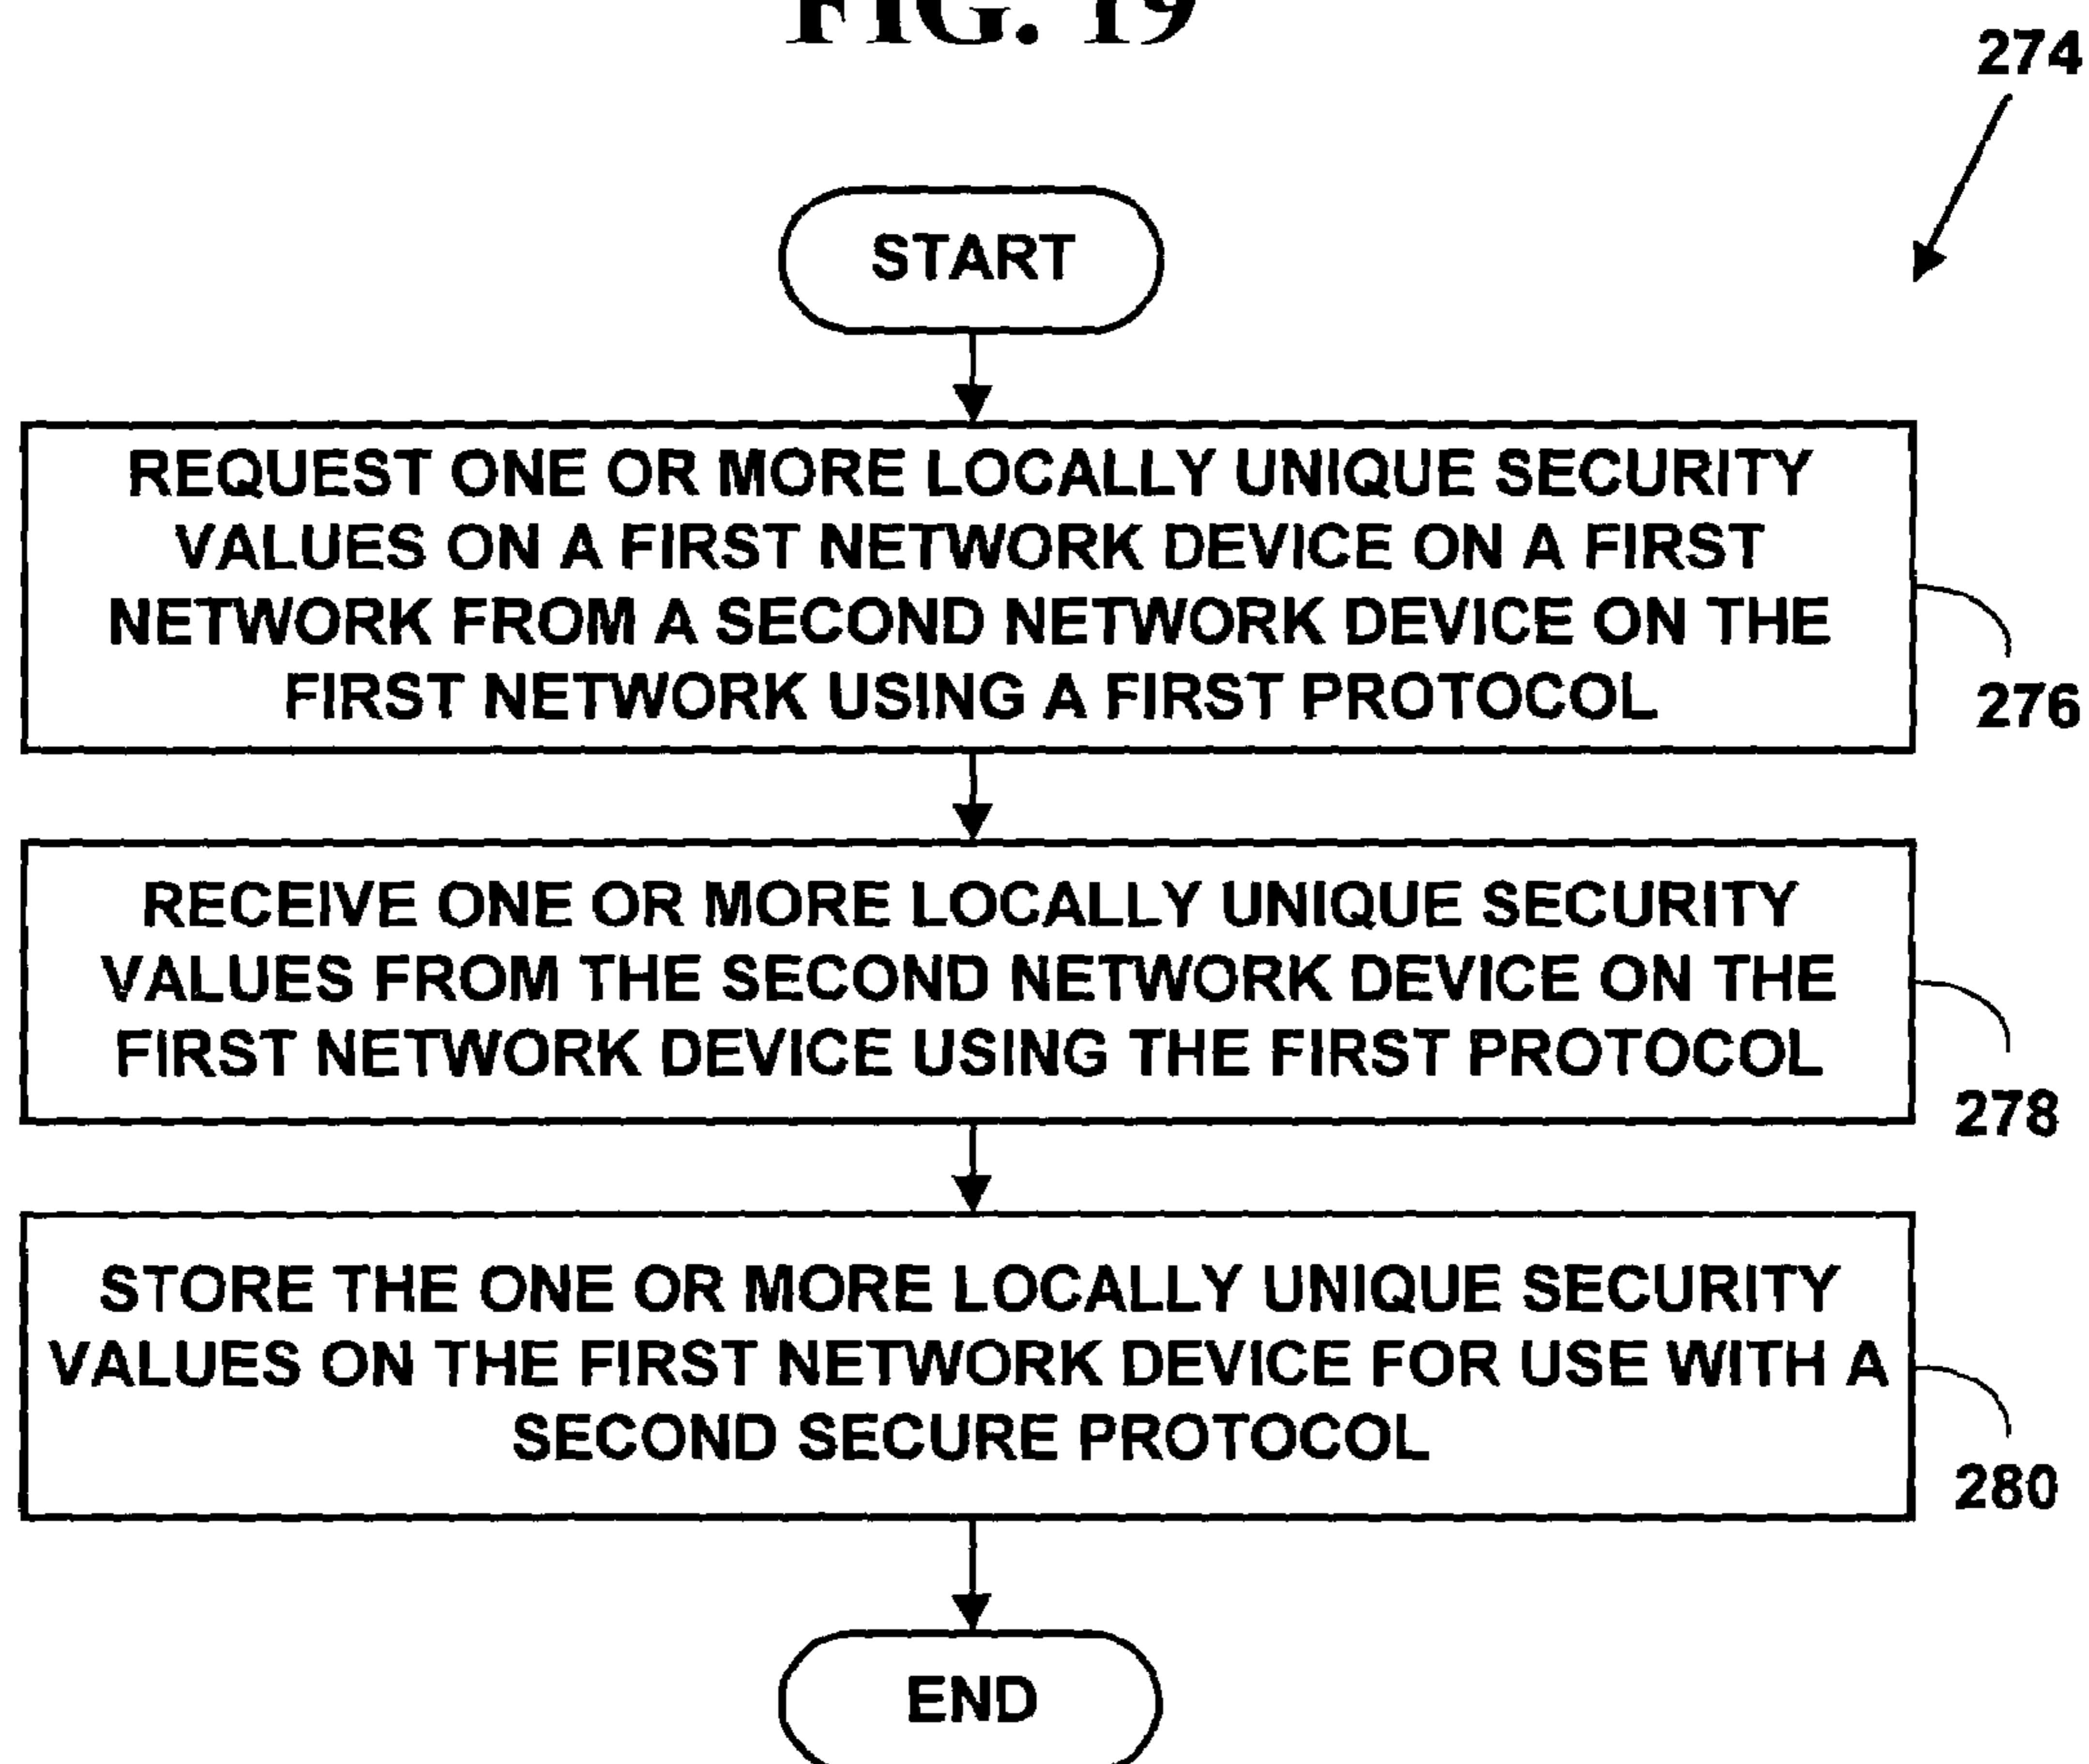 FIG. 19
274
START
REQUEST ONE OR MORE LOCALLY UNIQUE SECURITY
VALUES ON A FIRST NETWORK DEVICE ON A FIRST
NETWORK FROM A SECOND NETWORK DEVICE ON THE
FIRST NETWORK USING A FIRST PROTOCOL
276
RECEIVE ONE OR MORE LOCALLY UNIQUE SECURITY
VALUES FROM THE SECOND NETWORK DEVICE ON THE
FIRST NETWORK DEVICE USING THE FIRST PROTOCOL
278
STORE THE ONE OR MORE LOCALLY UNIQUE SECURITY
VALUES ON THE FIRST NETWORK DEVICE FOR USE WITH A
SECOND SECURE PROTOCOL
280
END